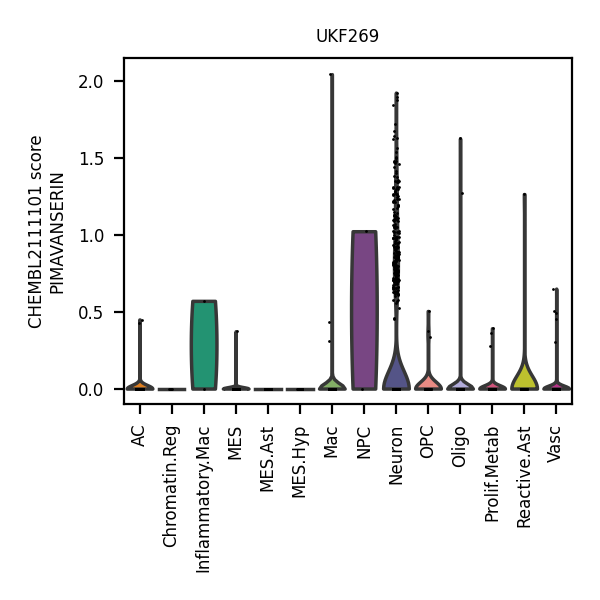 UKF269
CHEMBL2111101 score
PIMAVANSERIN
2.0
1.5
1.0
0.5
0.0
AC
Chromatin.Reg
Inflammatory.Mac
MES
MES.Ast
MES.Hyp
Mac
NPC
Neuron
OPC
Oligo
Prolif.Metab
Reactive.Ast
Vasc